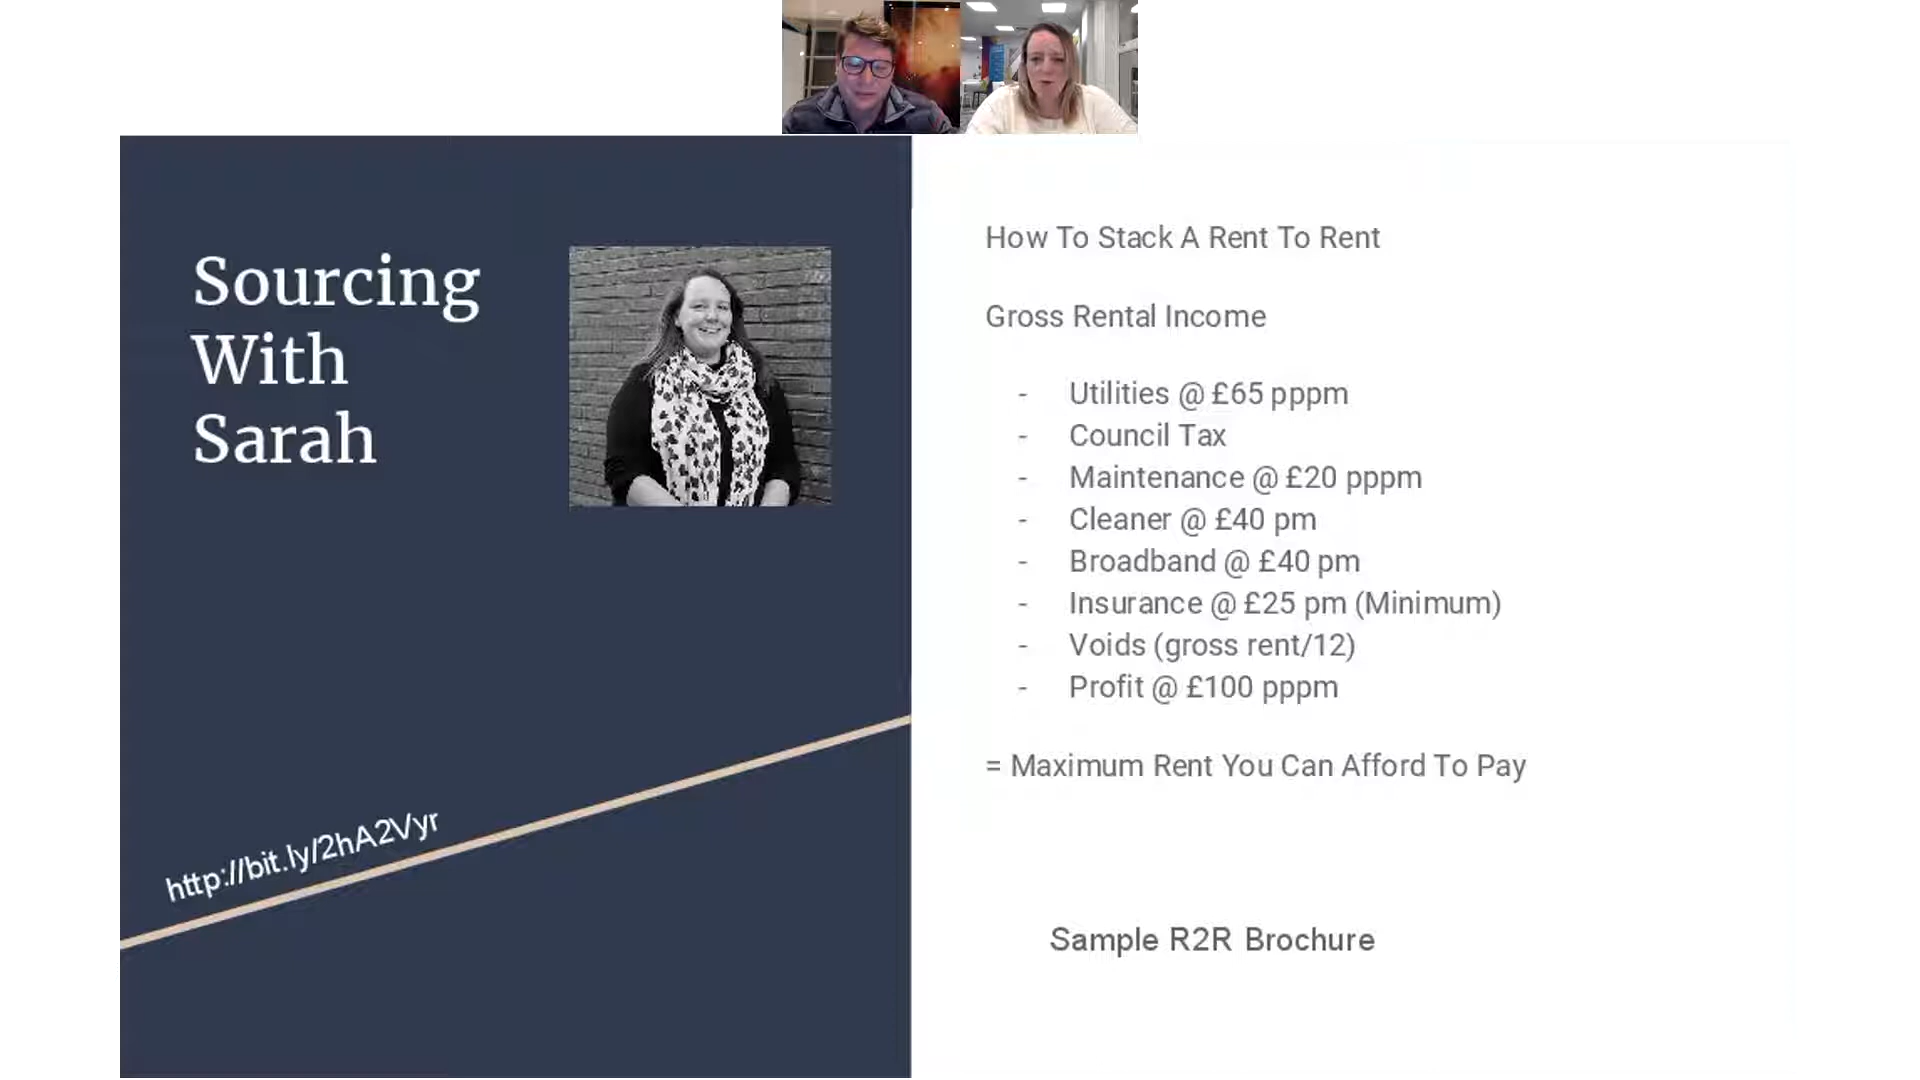 Sourcing
With
Sarah
http://bit.ly/2hA2Vyr
How To Stack A Rent To Rent
Gross Rental Income
- Utilities @ £65 pppm
- Council Tax
- Maintenance @ £20 pppm
- Cleaner @ £40 pm
- Broadband @ £40 pm
- Insurance @ £25 pm (Minimum)
- Voids (gross rent/12)
- Profit @ £100 pppm
= Maximum Rent You Can Afford To Pay
Sample R2R Brochure